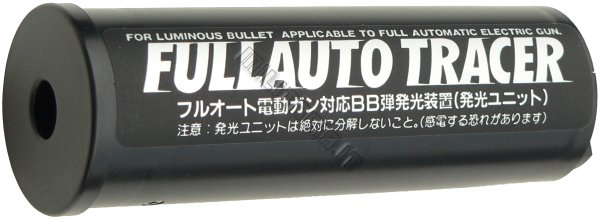 FOR LUMINOUS BULLET APPLICABLE TO FULL AUTOMATIC ELECTRIC GUN.
FULLAUTO TRACER
フルオート電動ガン対応BB弾発光装置(発光ユニット)
注意：発光ユニットは絶対に分解しないこと。(感電する恐れがあります)